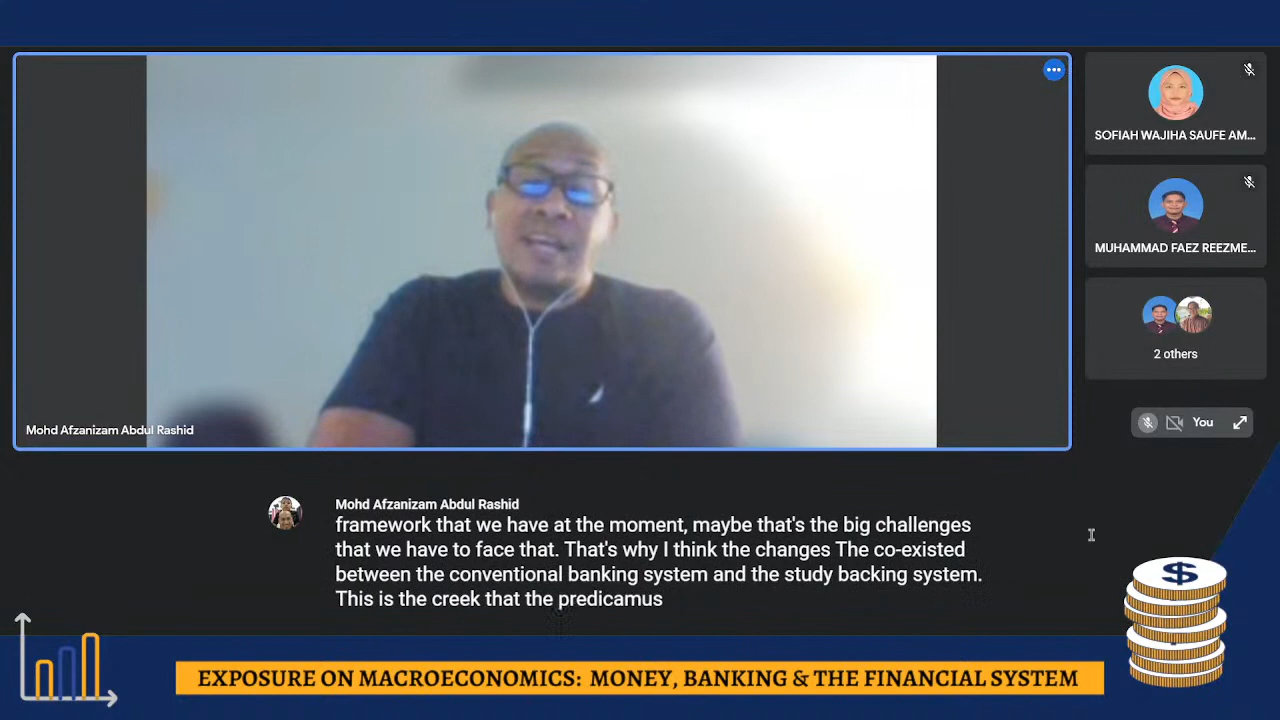 SOFIAH WAJIHA SAUFE AM...
MUHAMMAD FAEZ REEZME...
2 others
You
Mohd Afzanizam Abdul Rashid
Mohd Afzanizam Abdul Rashid
framework that we have at the moment, maybe that's the big challenges
that we have to face that. That's why I think the changes The co-existed
between the conventional banking system and the study backing system.
This is the creek that the predicamus
$
EXPOSURE ON MACROECONOMICS: MONEY, BANKING & THE FINANCIAL SYSTEM